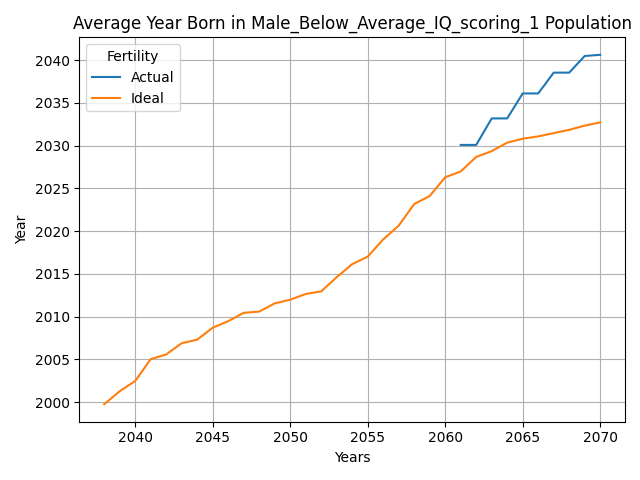 Average Year Born in Male_Below_Average_IQ_scoring_1 Population
Fertility
Actual
Ideal
Year
2040
2035
2030
2025
2020
2015
2010
2005
2000
2040 2045 2050 2055 2060 2065 2070
Years